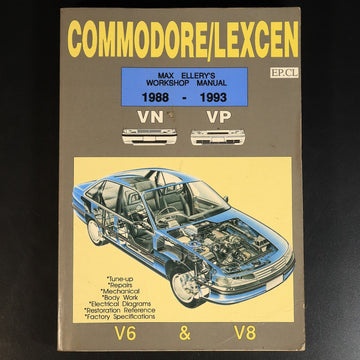 COMMODORE/LEXCEN
EP.CL
MAX ELLERY'S
WORKSHOP MANUAL
1988 - 1993
VN VP
*Tune-up
*Repairs
*Mechanical
*Body Work
*Electrical Diagrams
*Restoration Reference
*Factory Specifications
V6 & V8